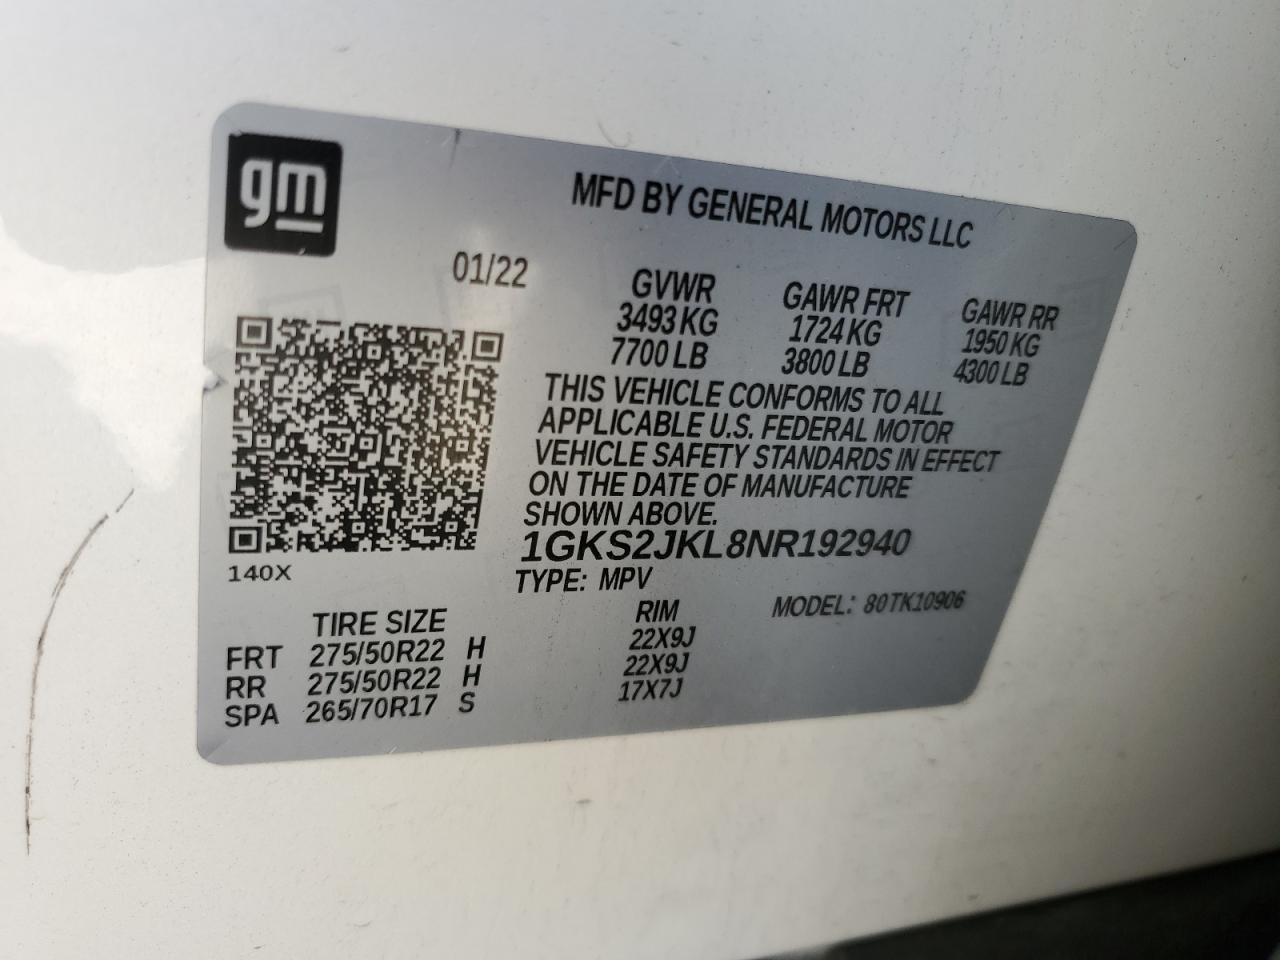 gm
MFD BY GENERAL MOTORS LLC
01/22
GVWR GAWR FRT GAWR RR
3493 KG 1724 KG 1950 KG
7700 LB 3800 LB 4300 LB
THIS VEHICLE CONFORMS TO ALL
APPLICABLE U.S. FEDERAL MOTOR
VEHICLE SAFETY STANDARDS IN EFFECT
ON THE DATE OF MANUFACTURE
SHOWN ABOVE.
1GKS2JKL8NR192940
140X
TYPE: MPV MODEL: 80TK10906
TIRE SIZE RIM
FRT 275/50R22 H 22X9J
RR 275/50R22 H 22X9J
SPA 265/70R17 S 17X7J